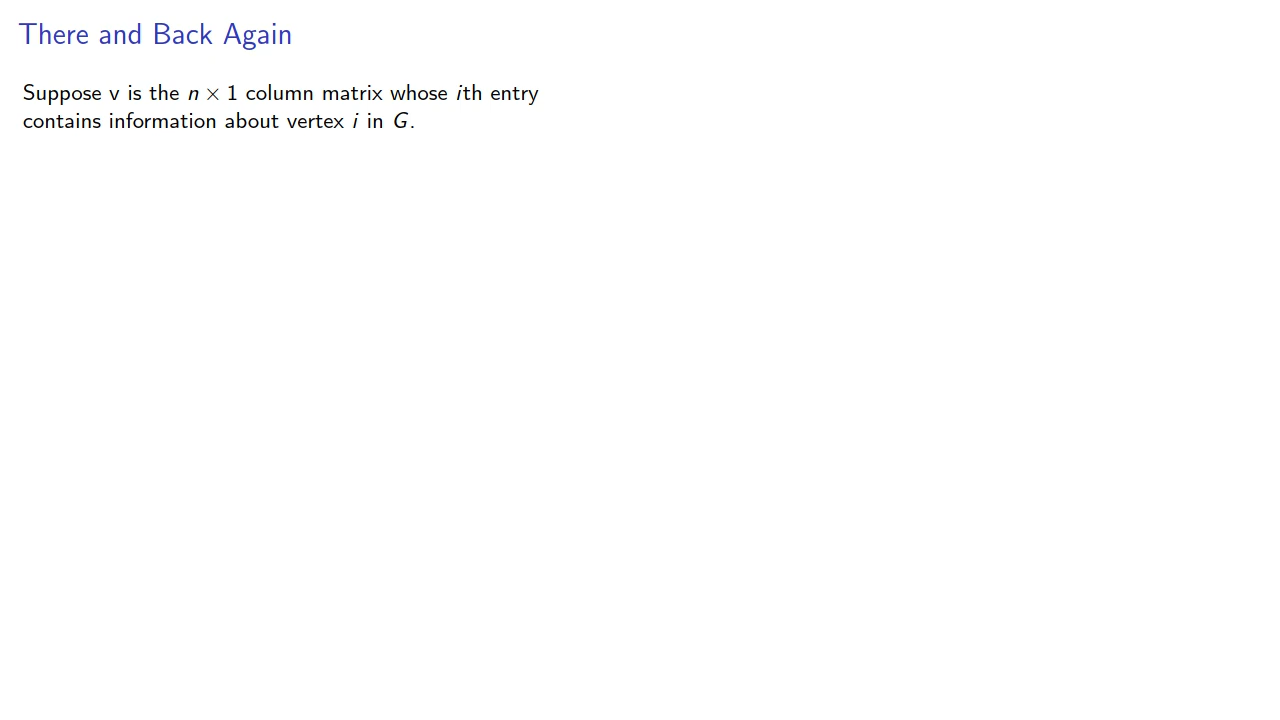 There and Back Again
Suppose v is the n × 1 column matrix whose ith entry
contains information about vertex i in G.